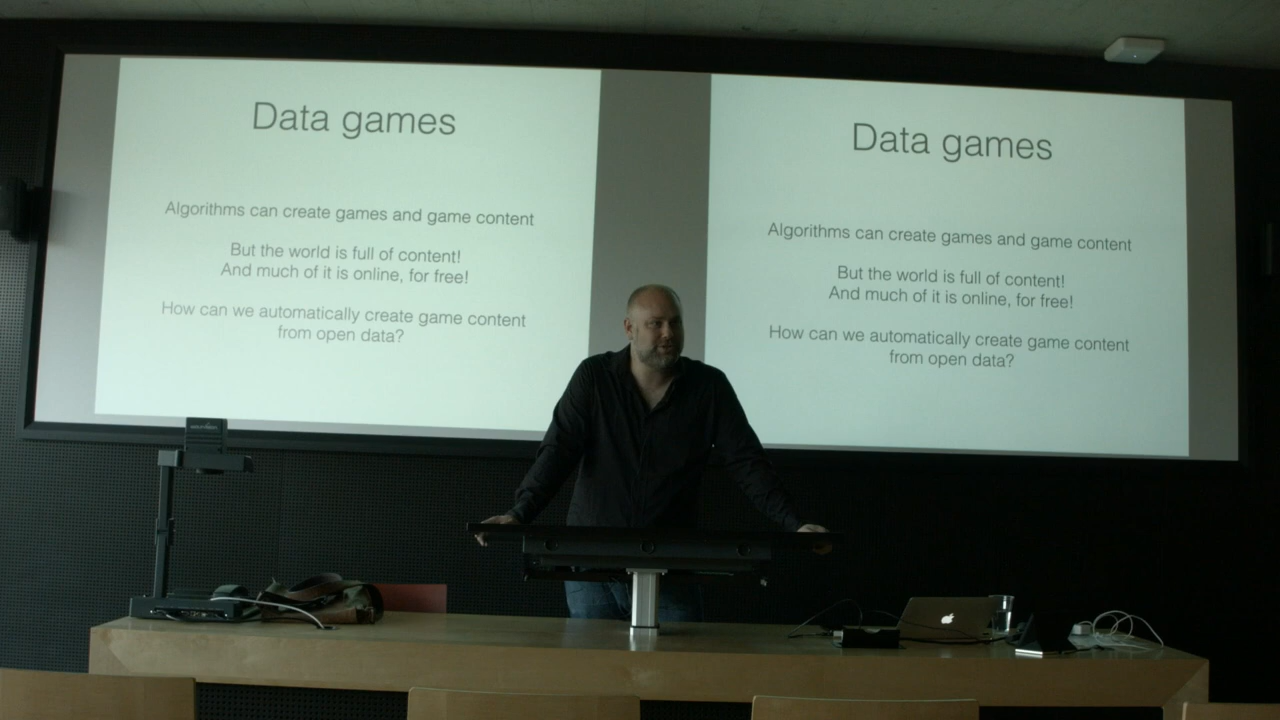 Data games
Algorithms can create games and game content
But the world is full of content!
And much of it is online, for free!
How can we automatically create game content
from open data?
Data games
Algorithms can create games and game content
But the world is full of content!
And much of it is online, for free!
How can we automatically create game content
from open data?